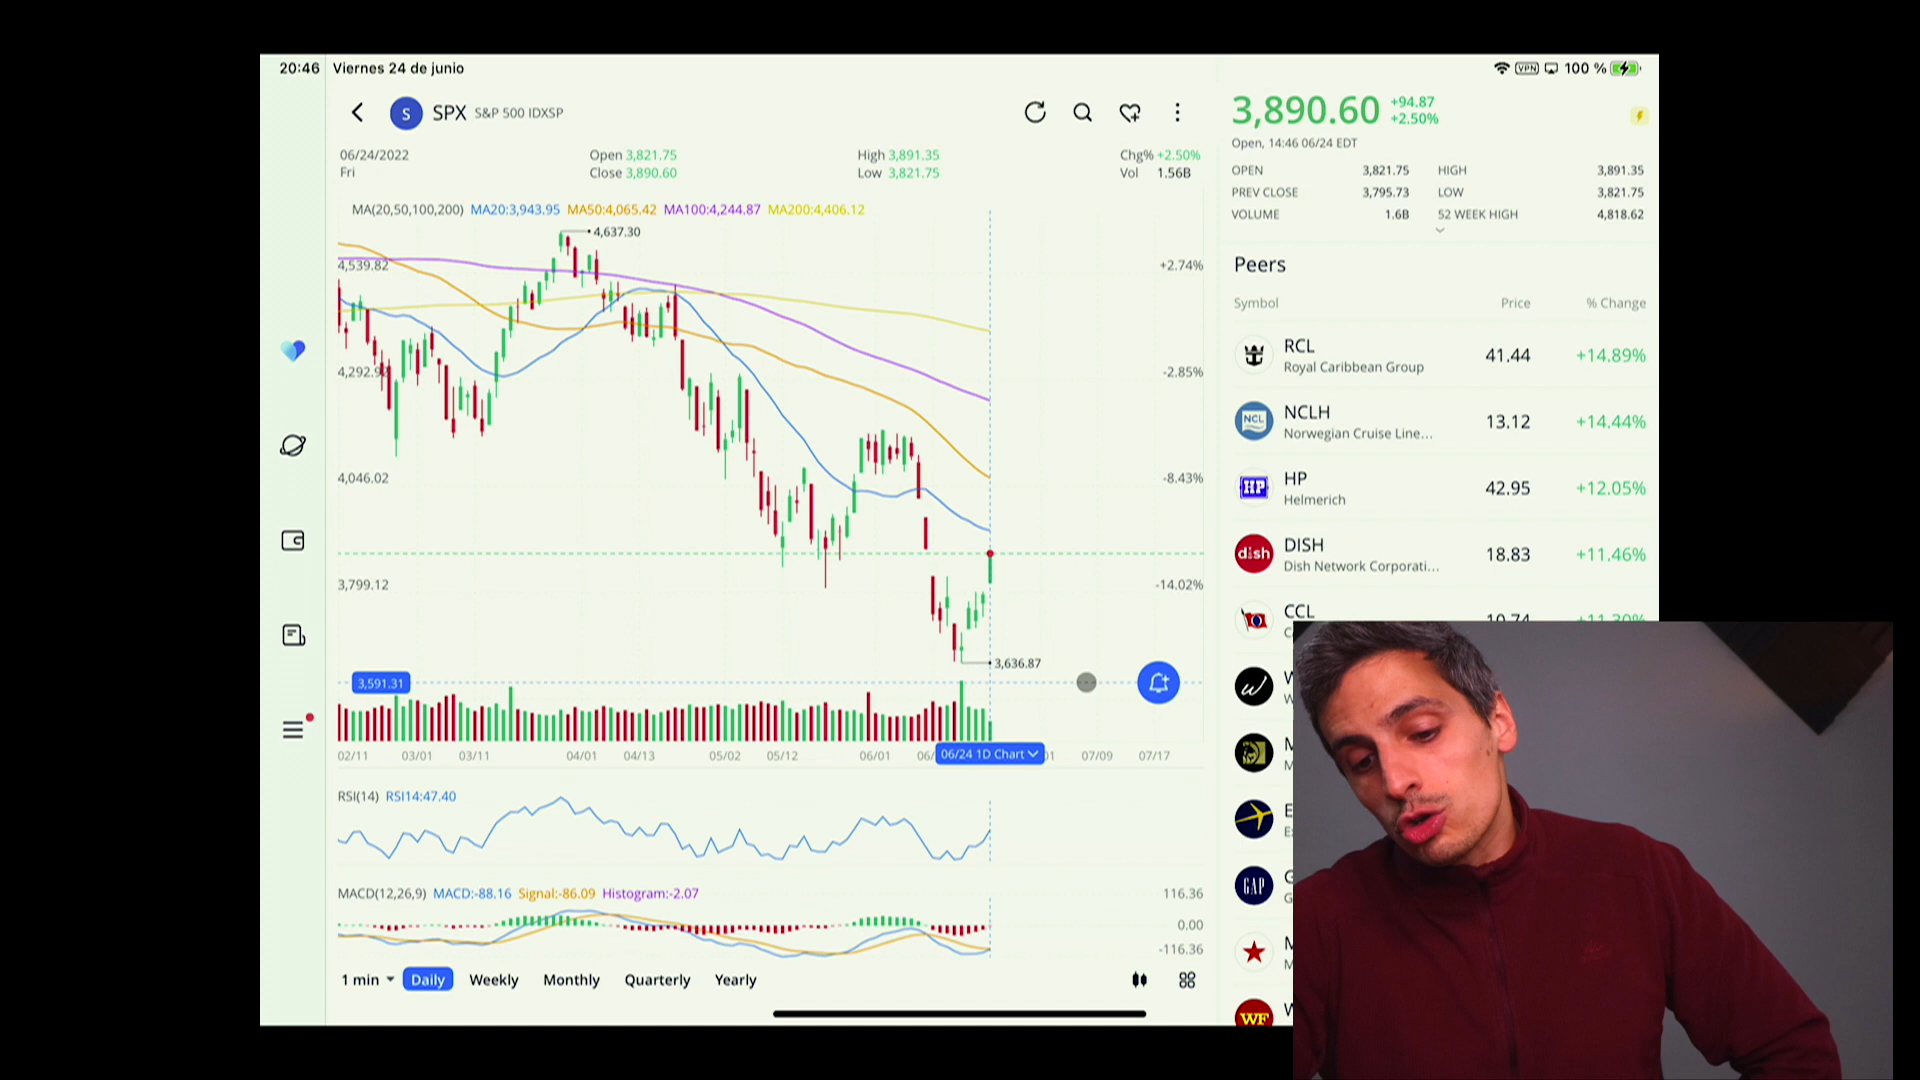 20:46 Viernes 24 de junio
VPN 100 %
S SPX S&P 500 IDXSP
06/24/2022 Open 3,821.75 High 3,891.35 Chg% +2.50%
Fri Close 3,890.60 Low 3,821.75 Vol 1.56B
MA(20,50,100,200) MA20:3,943.95 MA50:4,065.42 MA100:4,244.87 MA200:4,406.12
4,637.30
4,539.82 +2.74%
-2.85%
4,046.02 -8.43%
3,799.12 -14.02%
3,636.87
3,591.31
02/11 03/01 03/11 04/01 04/13 05/02 05/12 06/01 06/24 1D Chart 07/09 07/17
RSI(14) RSI14:47.40
MACD(12,26,9) MACD:-88.16 Signal:-86.09 Histogram:-2.07 116.36
0.00
-116.36
1 min Daily Weekly Monthly Quarterly Yearly
3,890.60 +94.87
+2.50%
Open, 14:46 06/24 EDT
OPEN 3,821.75 HIGH 3,891.35
PREV CLOSE 3,795.73 LOW 3,821.75
VOLUME 1.6B 52 WEEK HIGH 4,818.62
Peers
Symbol Price % Change
RCL
Royal Caribbean Group 41.44 +14.89%
NCL NCLH
Norwegian Cruise Line... 13.12 +14.44%
HP HP
Helmerich 42.95 +12.05%
dish DISH
Dish Network Corporati... 18.83 +11.46%
CCL
GAP
WF